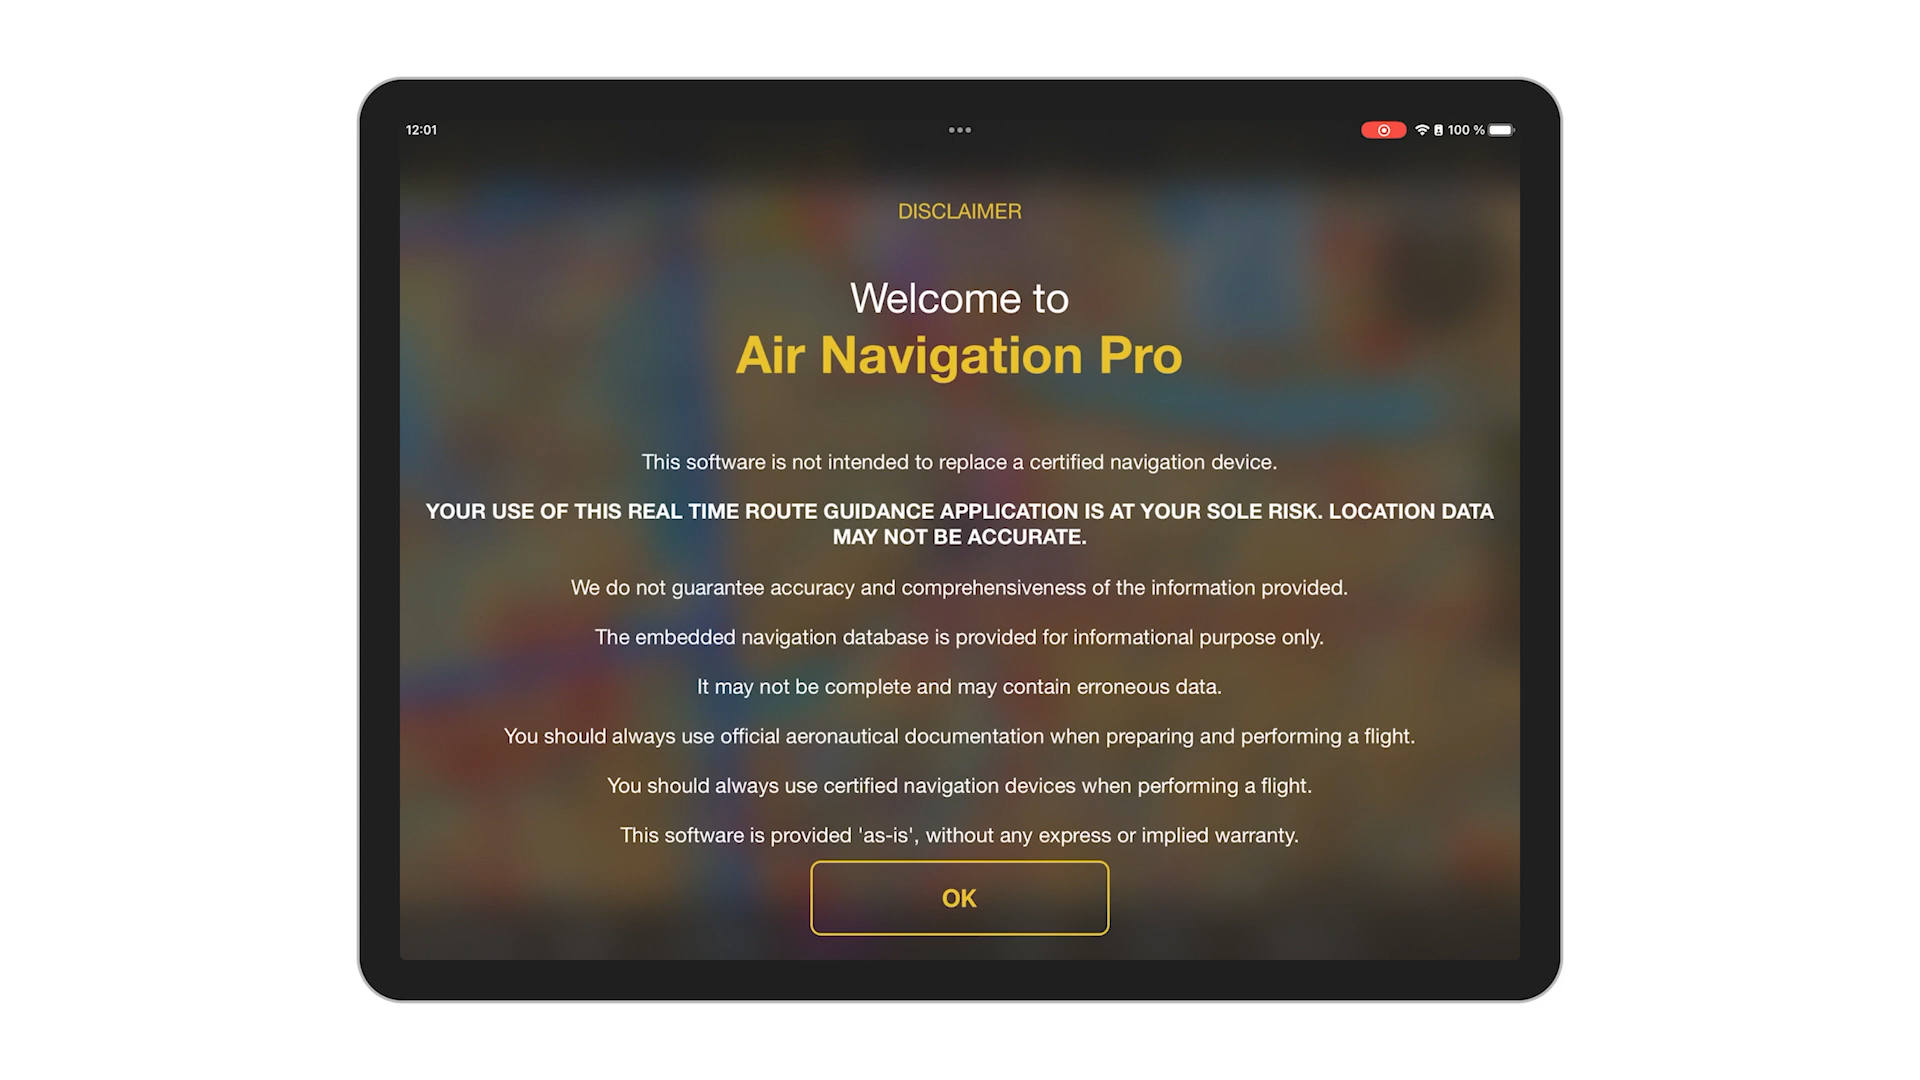 12:01
100 %
DISCLAIMER
Welcome to
Air Navigation Pro
This software is not intended to replace a certified navigation device.
YOUR USE OF THIS REAL TIME ROUTE GUIDANCE APPLICATION IS AT YOUR SOLE RISK. LOCATION DATA
MAY NOT BE ACCURATE.
We do not guarantee accuracy and comprehensiveness of the information provided.
The embedded navigation database is provided for informational purpose only.
It may not be complete and may contain erroneous data.
You should always use official aeronautical documentation when preparing and performing a flight.
You should always use certified navigation devices when performing a flight.
This software is provided 'as-is', without any express or implied warranty.
OK